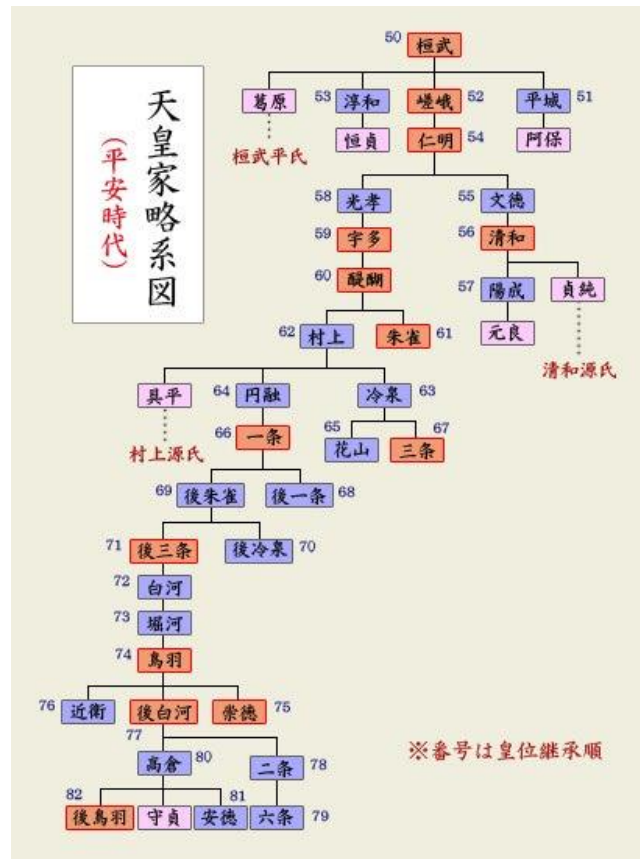 天皇家略系図
(平安時代)
50 桓武
葛原
53 淳和
嵯峨 52
平城 51
桓武平氏
恒貞
仁明 54
阿保
58 光孝
55 文徳
59 宇多
56 清和
60 醍醐
57 陽成
貞純
62 村上
朱雀 61
元良
清和源氏
具平
64 円融
冷泉 63
村上源氏
66 一条
65 花山
67 三条
69 後朱雀
後一条 68
71 後三条
後冷泉 70
72 白河
73 堀河
74 鳥羽
76 近衛
後白河 77
崇徳 75
高倉 80
二条 78
82 後鳥羽
守貞
81 安徳
六条 79
※番号は皇位継承順